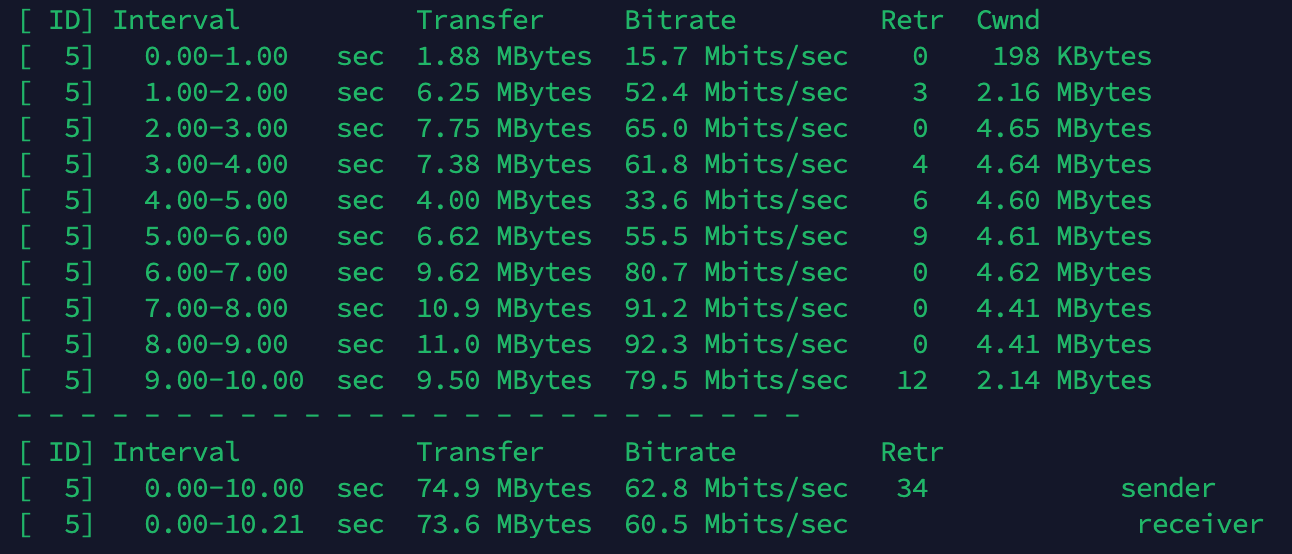 [ ID] Interval           Transfer     Bitrate         Retr  Cwnd
[  5]   0.00-1.00   sec  1.88 MBytes  15.7 Mbits/sec    0    198 KBytes
[  5]   1.00-2.00   sec  6.25 MBytes  52.4 Mbits/sec    3   2.16 MBytes
[  5]   2.00-3.00   sec  7.75 MBytes  65.0 Mbits/sec    0   4.65 MBytes
[  5]   3.00-4.00   sec  7.38 MBytes  61.8 Mbits/sec    4   4.64 MBytes
[  5]   4.00-5.00   sec  4.00 MBytes  33.6 Mbits/sec    6   4.60 MBytes
[  5]   5.00-6.00   sec  6.62 MBytes  55.5 Mbits/sec    9   4.61 MBytes
[  5]   6.00-7.00   sec  9.62 MBytes  80.7 Mbits/sec    0   4.62 MBytes
[  5]   7.00-8.00   sec  10.9 MBytes  91.2 Mbits/sec    0   4.41 MBytes
[  5]   8.00-9.00   sec  11.0 MBytes  92.3 Mbits/sec    0   4.41 MBytes
[  5]   9.00-10.00  sec  9.50 MBytes  79.5 Mbits/sec   12   2.14 MBytes
- - - - - - - - - - - - - - - - - - - - - - - - -
[ ID] Interval           Transfer     Bitrate         Retr
[  5]   0.00-10.00  sec  74.9 MBytes  62.8 Mbits/sec   34            sender
[  5]   0.00-10.21  sec  73.6 MBytes  60.5 Mbits/sec                  receiver